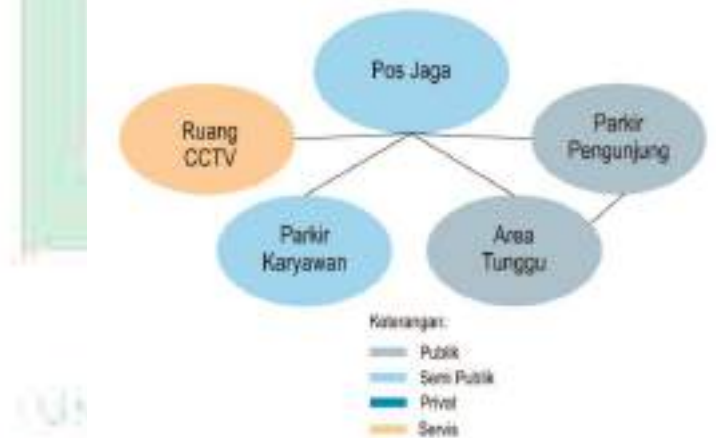 Pos Jaga
Ruang
CCTV
Parkir
Pengunjung
Parkir
Karyawan
Area
Tunggu
Keterangan:
Publik
Semi Publik
Privat
Servis